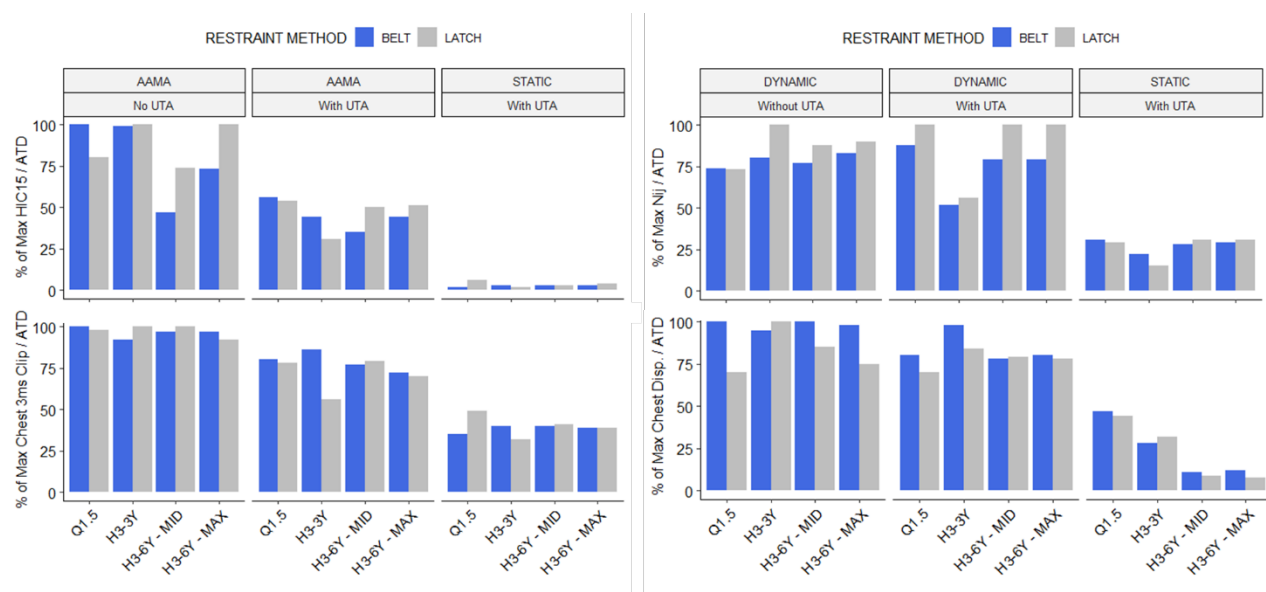 RESTRAINT METHOD BELT LATCH
AAMA AAMA STATIC
No UTA With UTA With UTA
% of Max HIC15 / ATD
100
75
50
25
0
% of Max Chest 3ms Clip / ATD
100
75
50
25
0
Q1.5 H3-3Y H3-6Y - MID H3-6Y - MAX Q1.5 H3-3Y H3-6Y - MID H3-6Y - MAX Q1.5 H3-3Y H3-6Y - MID H3-6Y - MAX
RESTRAINT METHOD BELT LATCH
DYNAMIC DYNAMIC STATIC
Without UTA With UTA With UTA
% of Max Nij / ATD
100
75
50
25
0
% of Max Chest Disp. / ATD
100
75
50
25
0
Q1.5 H3-3Y H3-6Y - MID H3-6Y - MAX Q1.5 H3-3Y H3-6Y - MID H3-6Y - MAX Q1.5 H3-3Y H3-6Y - MID H3-6Y - MAX